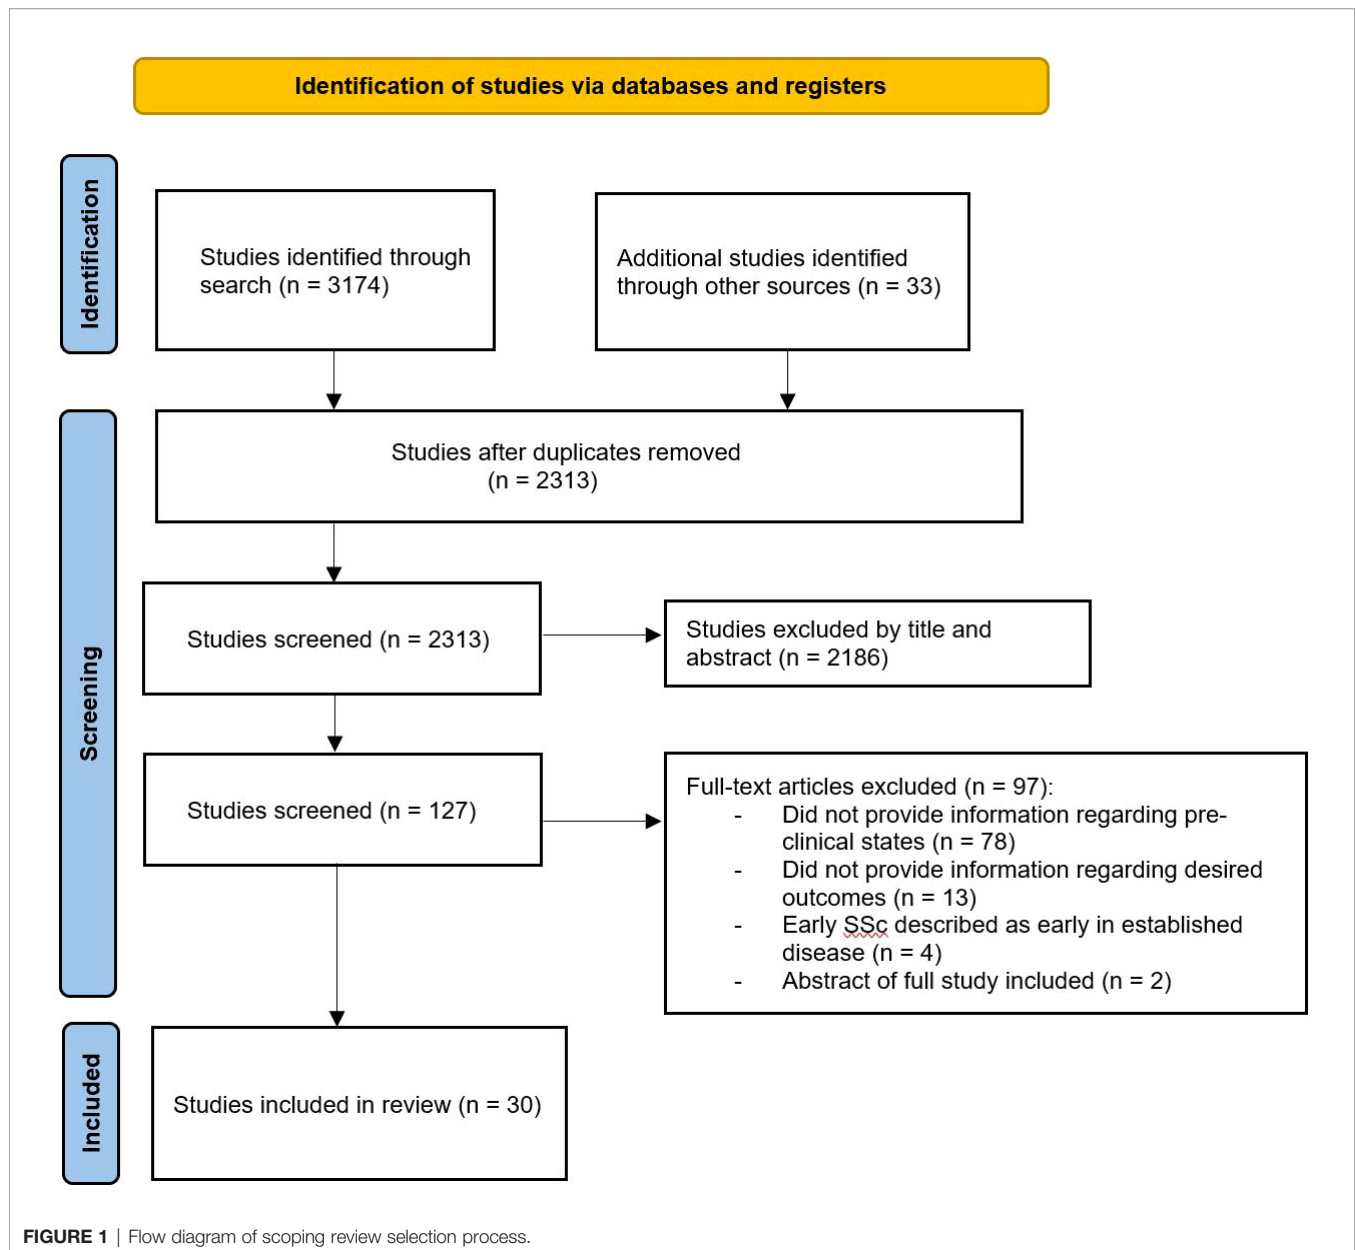 Identification of studies via databases and registers
Identification
Studies identified through
search (n = 3174)
Additional studies identified
through other sources (n = 33)
Screening
Studies after duplicates removed
(n = 2313)
Studies screened (n = 2313)
Studies excluded by title and
abstract (n = 2186)
Studies screened (n = 127)
Full-text articles excluded (n = 97):
- Did not provide information regarding pre-
clinical states (n = 78)
- Did not provide information regarding desired
outcomes (n = 13)
- Early SSc described as early in established
disease (n = 4)
- Abstract of full study included (n = 2)
Included
Studies included in review (n = 30)
FIGURE 1 | Flow diagram of scoping review selection process.